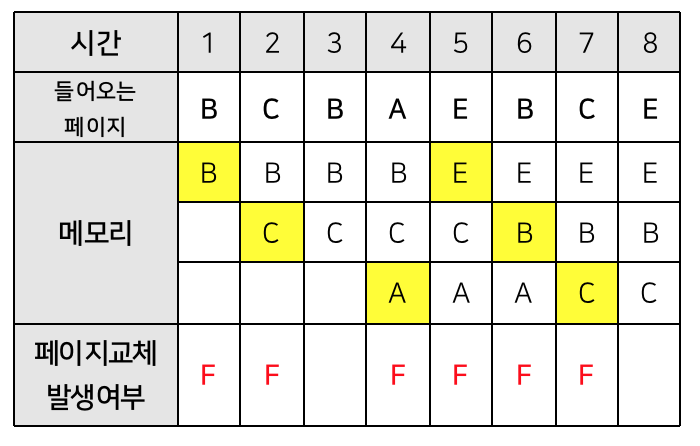 시간 1 2 3 4 5 6 7 8
들어오는
페이지 B C B A E B C E
메모리
B B B B E E E E
C C C C B B B
A A A C C
페이지교체
발생여부 F F F F F F